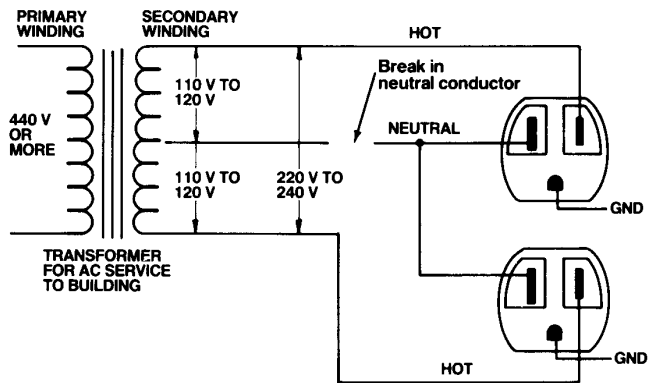 PRIMARY
WINDING
SECONDARY
WINDING
HOT
110 V TO
120 V
Break in
neutral conductor
440 V
OR
MORE
NEUTRAL
110 V TO
120 V
220 V TO
240 V
GND
TRANSFORMER
FOR AC SERVICE
TO BUILDING
GND
HOT